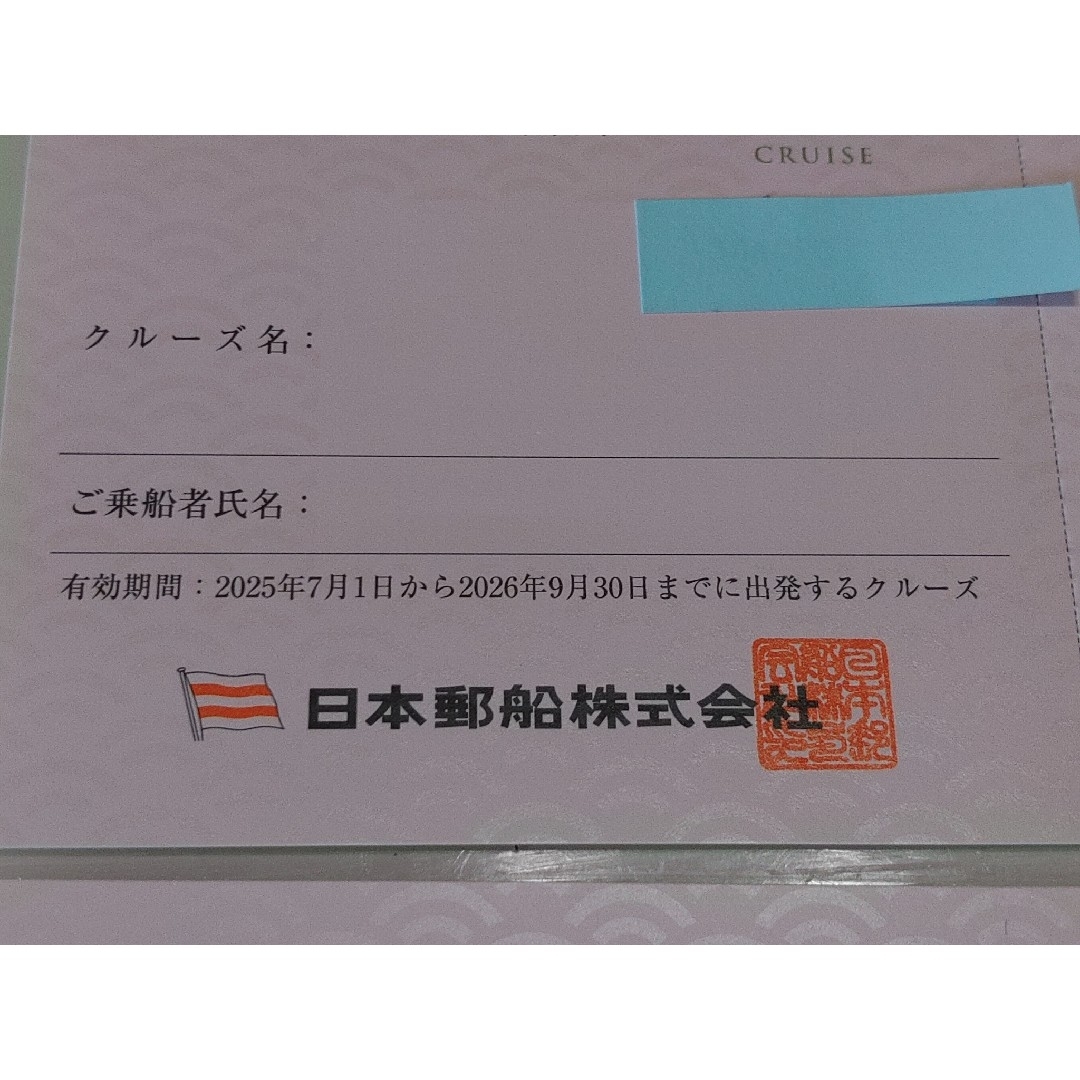 CRUISE
クルーズ名：
ご乗船者氏名：
有効期間：2025年7月1日から2026年9月30日までに出発するクルーズ
日本郵船株式会社